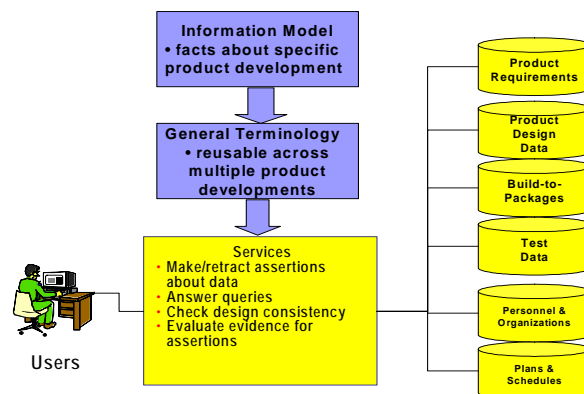 Information Model
• facts about specific
product development
General Terminology
• reusable across
multiple product
developments
Services
• Make/retract assertions
about data
• Answer queries
• Check design consistency
• Evaluate evidence for
assertions
Users
Product
Requirements
Product
Design
Data
Build-to-
Packages
Test
Data
Personnel &
Organizations
Plans &
Schedules